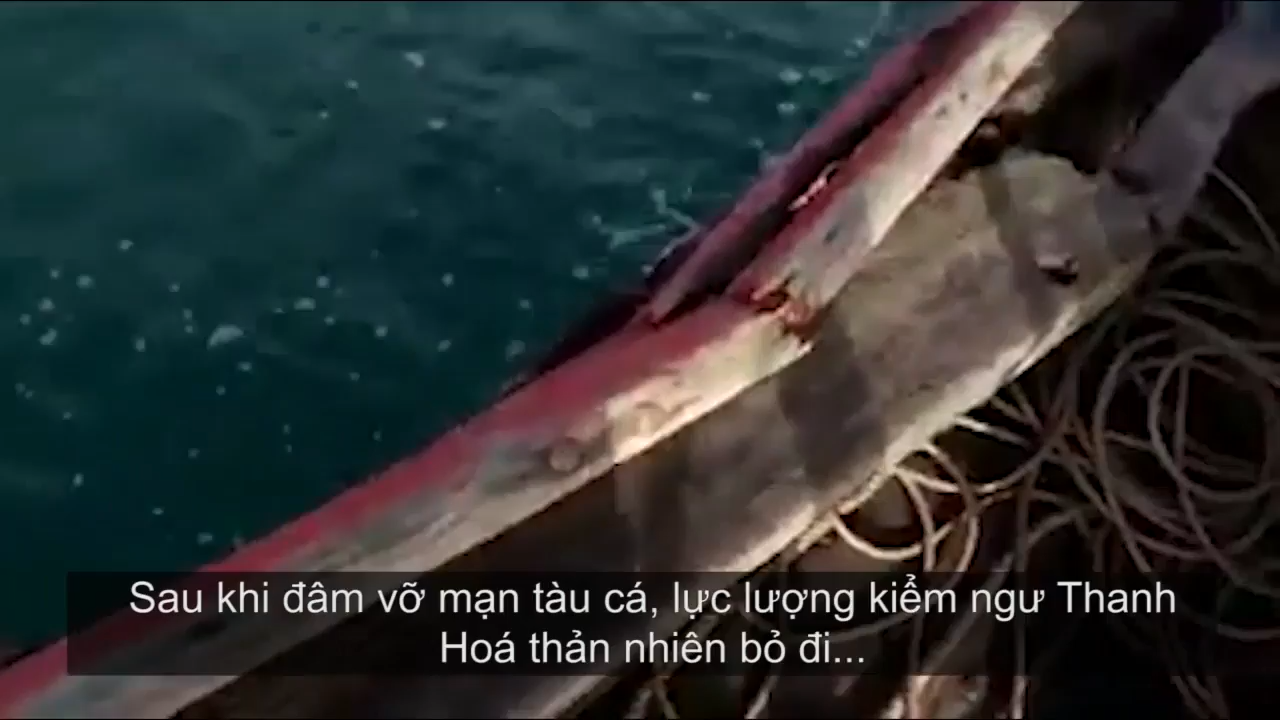 Sau khi đâm vỡ mạn tàu cá, lực lượng kiểm ngư Thanh
Hoá thản nhiên bỏ đi...